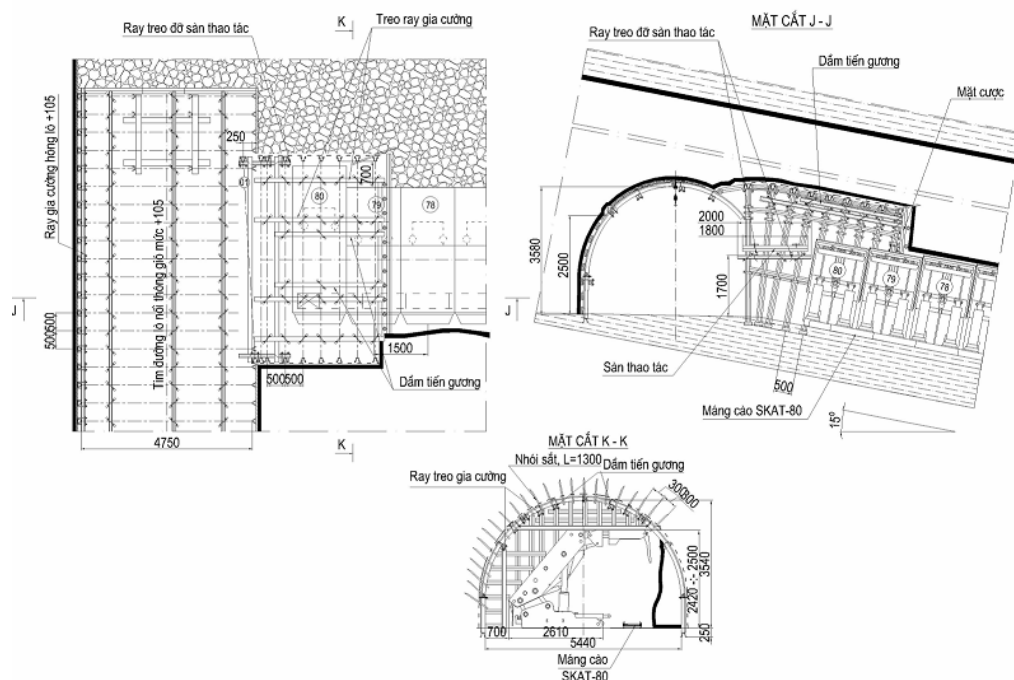 K
Ray treo đỡ sàn thao tác
Treo ray gia cường
Ray gia cường hông lò +105
Tim đường lò nối thông gió mức +105
250
700
80
79
78
J
500500
1500
500500
Dầm tiến gương
4750
K
MẶT CẮT J - J
Ray treo đỡ sàn thao tác
Dầm tiến gương
Mặt cược
3580
2500
2000
1800
1700
80
79
78
J
Sàn thao tác
500
Máng cào SKAT-80
15⁰
MẶT CẮT K - K
Nhói sắt, L=1300
Ray treo gia cường
Dầm tiến gương
300300
2420 -:- 2500
3540
250
700
2610
5440
Máng cào
SKAT-80